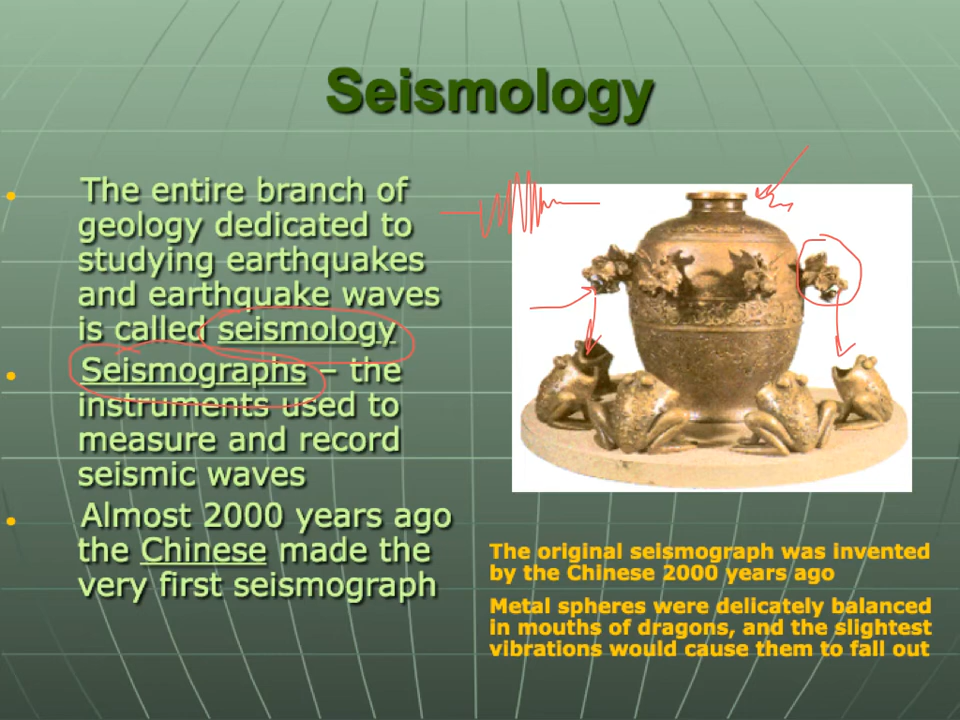 Seismology
The entire branch of
geology dedicated to
studying earthquakes
and earthquake waves
is called seismology
Seismographs – the
instruments used to
measure and record
seismic waves
Almost 2000 years ago
the Chinese made the
very first seismograph
The original seismograph was invented
by the Chinese 2000 years ago
Metal spheres were delicately balanced
in mouths of dragons, and the slightest
vibrations would cause them to fall out